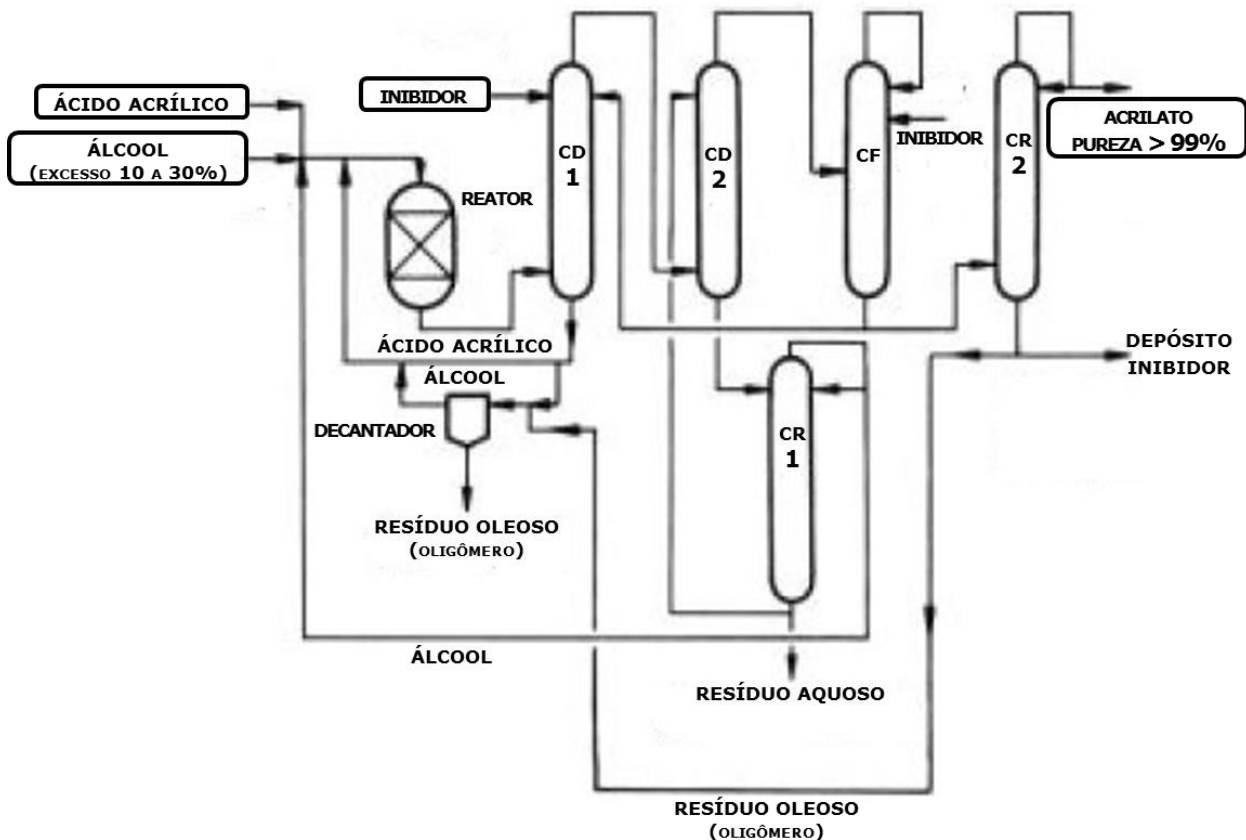 ÁCIDO ACRÍLICO
ÁLCOOL
(EXCESSO 10 A 30%)
REATOR
INIBIDOR
CD
1
CD
2
CF
INIBIDOR
CR
2
ACRILATO
PUREZA > 99%
ÁCIDO ACRÍLICO
ÁLCOOL
DECANTADOR
RESÍDUO OLEOSO
(OLIGÔMERO)
CR
1
DEPÓSITO
INIBIDOR
ÁLCOOL
RESÍDUO AQUOSO
RESÍDUO OLEOSO
(OLIGÔMERO)